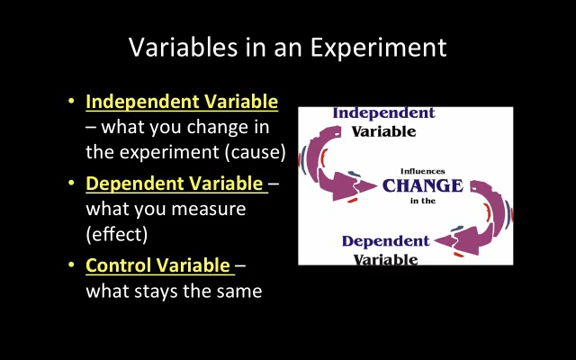 Variables in an Experiment
• Independent Variable
– what you change in
the experiment (cause)
• Dependent Variable –
what you measure
(effect)
• Control Variable –
what stays the same
Independent
Variable
Influences
CHANGE
in the
Dependent
Variable